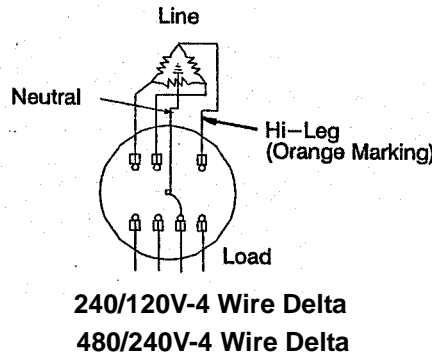 Line
Neutral
Hi-Leg
(Orange Marking)
Load
240/120V-4 Wire Delta
480/240V-4 Wire Delta